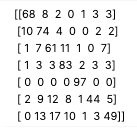 [[68 8 2 0 1 3 3]
[10 74 4 0 0 2 2]
[ 1 7 61 11 1 0 7]
[ 1 3 3 83 2 3 3]
[ 0 0 0 0 97 0 0]
[ 2 9 12 8 1 44 5]
[ 0 13 17 10 1 3 49]]